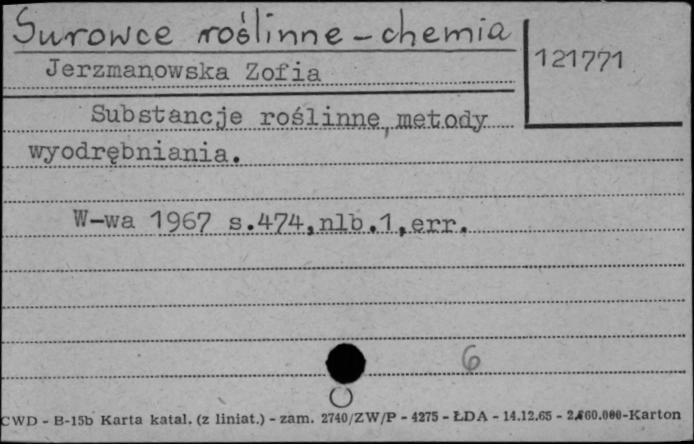 Surowce roślinne - chemia
121771
Jerzmanowska Zofia
Substancje roślinne, metody
wyodrębniania.
W-wa 1967 s.474,nlb.1,err.
6
CWD - B-15b Karta katal. (z liniat.) - zam. 2740/ZW/P - 4275 - ŁDA - 14.12.65 - 2.660.000-Karton